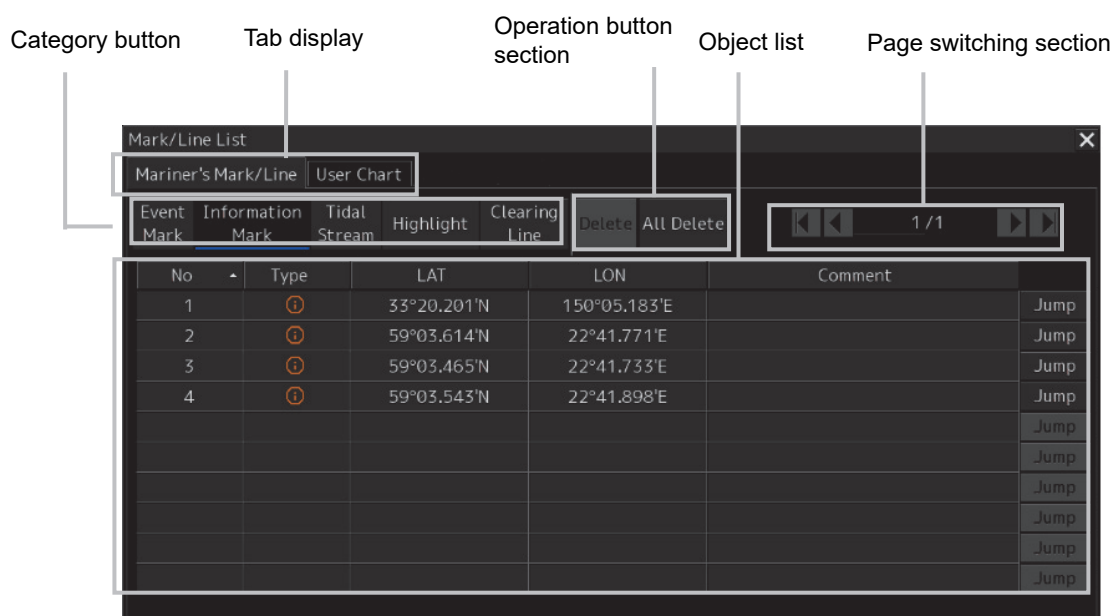 Category button
Tab display
Operation button
section
Object list
Page switching section
Mark/Line List
Mariner's Mark/Line User Chart
Event Mark
Information Mark
Tidal Stream
Highlight
Clearing Line
Delete
All Delete
1/1
No Type LAT LON Comment
1 33°20.201'N 150°05.183'E Jump
2 59°03.614'N 22°41.771'E Jump
3 59°03.465'N 22°41.733'E Jump
4 59°03.543'N 22°41.898'E Jump
Jump
Jump
Jump
Jump
Jump
Jump